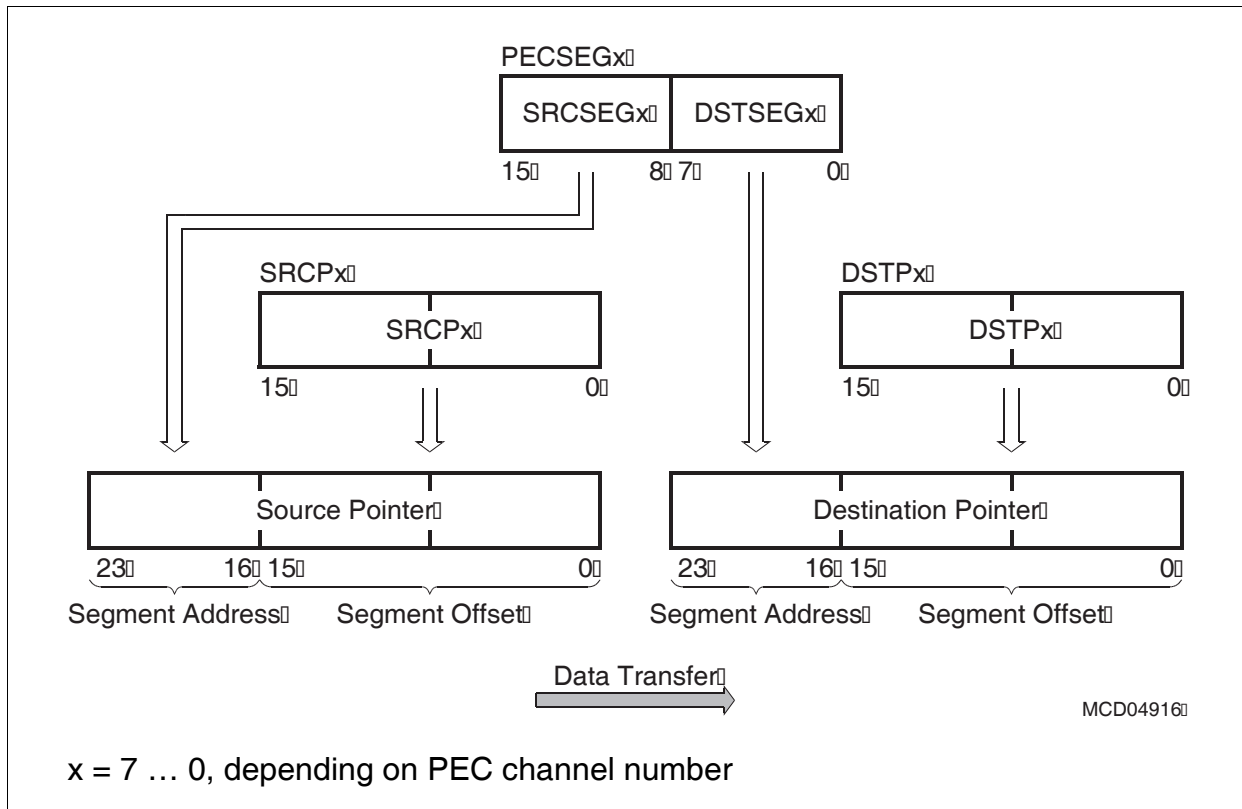 PECSEGx▯
SRCSEGx▯ DSTSEGx▯
15▯ 8▯ 7▯ 0▯
SRCPx▯ DSTPx▯
SRCPx▯ DSTPx▯
15▯ 0▯ 15▯ 0▯
Source Pointer▯ Destination Pointer▯
23▯ 16▯ 15▯ 0▯ 23▯ 16▯ 15▯ 0▯
Segment Address▯ Segment Offset▯ Segment Address▯ Segment Offset▯
Data Transfer▯
MCD04916▯
x = 7 … 0, depending on PEC channel number